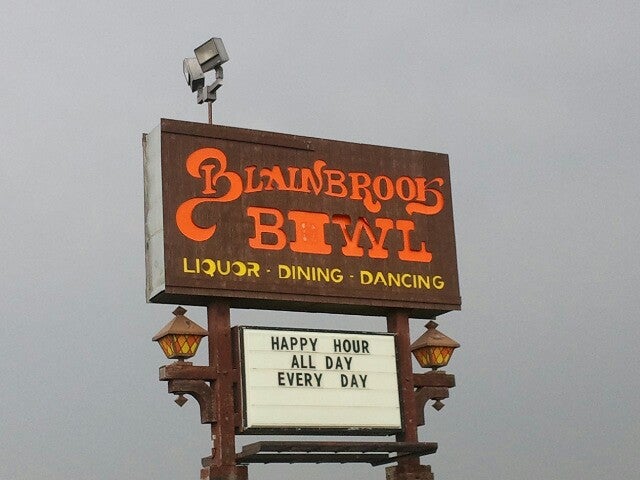 BLAINBROOK
BOWL
LIQUOR - DINING - DANCING
HAPPY HOUR
ALL DAY
EVERY DAY